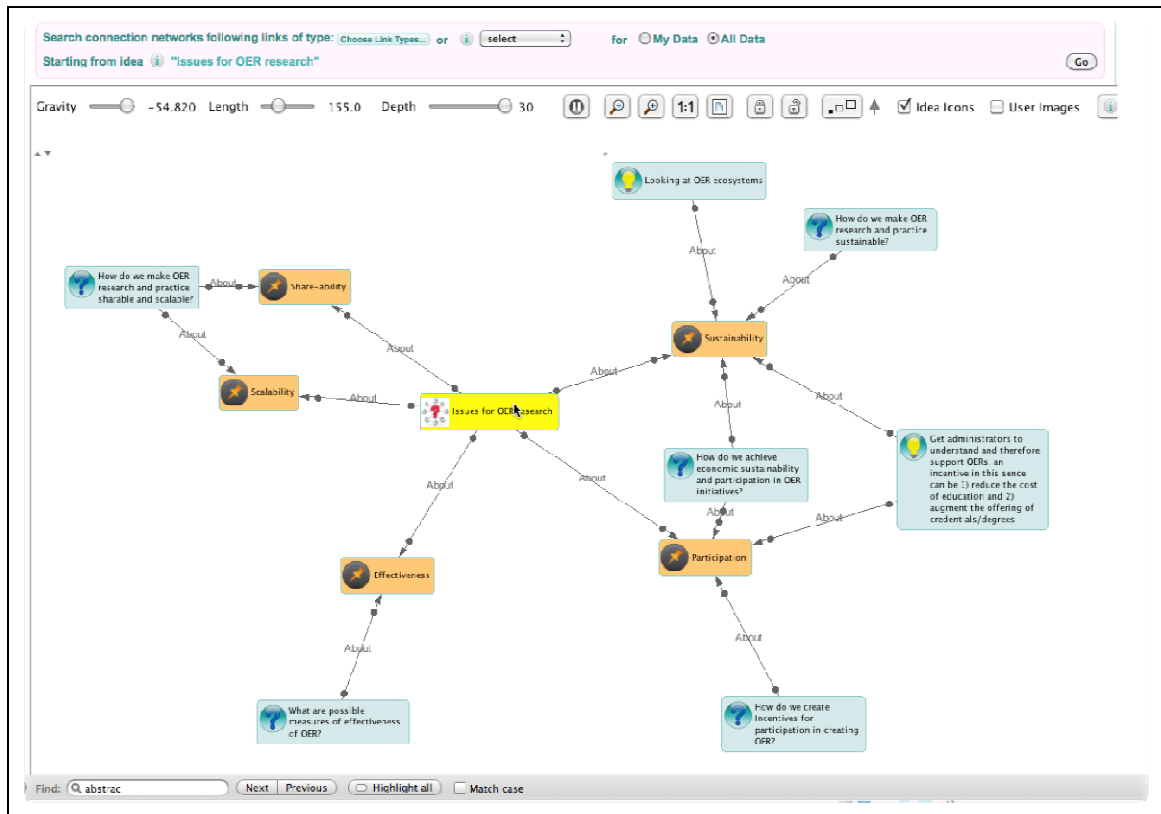 Search connection networks following links of type: Choose Link Types... or select for My Data All Data
Starting from idea "Issues for OER research"
Go
Gravity -54.820 Length 155.0 Depth 30 1:1 Idea Icons User Images
Looking at OER ecosystems
How do we make OER
research and practice
sustainable?
About
About
How do we make OER
research and practice
sharable and scalable?
About
Share-ability
About
About
Sustainability
Scalability
About
About
Issues for OER research
About
About
How do we achieve
economic sustainability
and participation in OER
initiatives?
Get administrators to
understand and therefore
support OERs, an
incentive in this sence
can be 1) reduce the cost
of education and 2)
augment the offering of
credentials/degrees
About
About
About
About
Participation
Effectiveness
About
About
What are possible
measures of effectiveness
of OER?
How do we create
Incentives for
participation in creating
OER?
Find: abstrac Next Previous Highlight all Match case